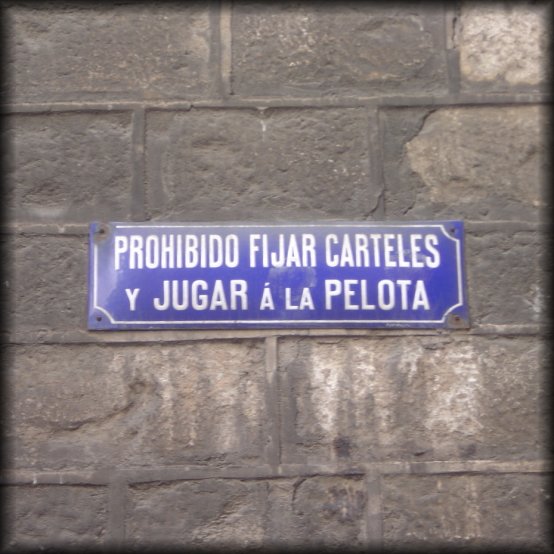 PROHIBIDO FIJAR CARTELES
Y JUGAR Á LA PELOTA